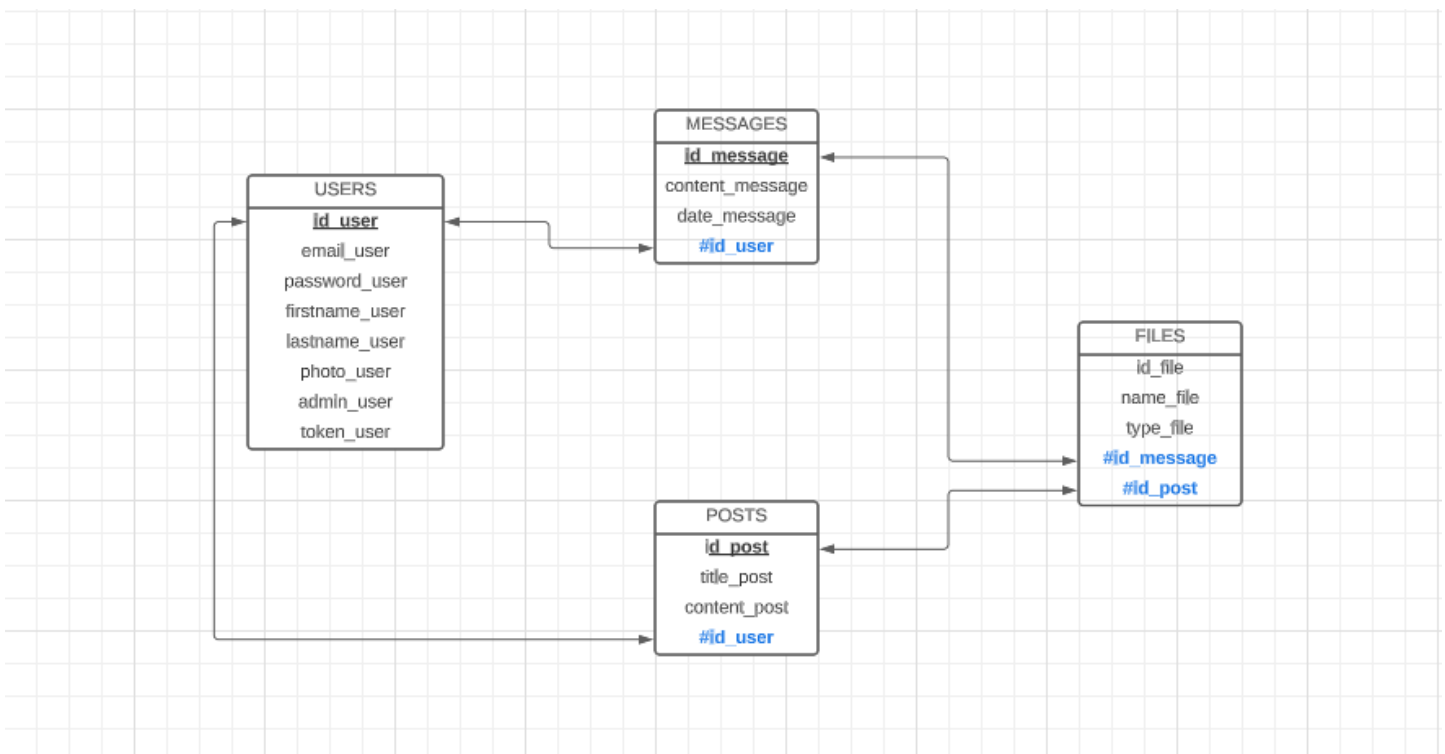 USERS
id_user
email_user
password_user
firstname_user
lastname_user
photo_user
admin_user
token_user
MESSAGES
id_message
content_message
date_message
#id_user
POSTS
id_post
title_post
content_post
#id_user
FILES
id_file
name_file
type_file
#id_message
#id_post